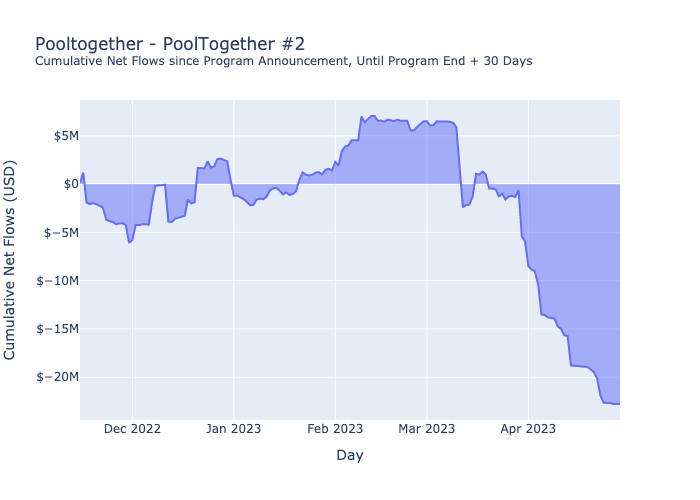 Pooltogether - PoolTogether #2
Cumulative Net Flows since Program Announcement, Until Program End + 30 Days
Cumulative Net Flows (USD)
$5M
$0
$−5M
$−10M
$−15M
$−20M
Dec 2022
Jan 2023
Feb 2023
Mar 2023
Apr 2023
Day